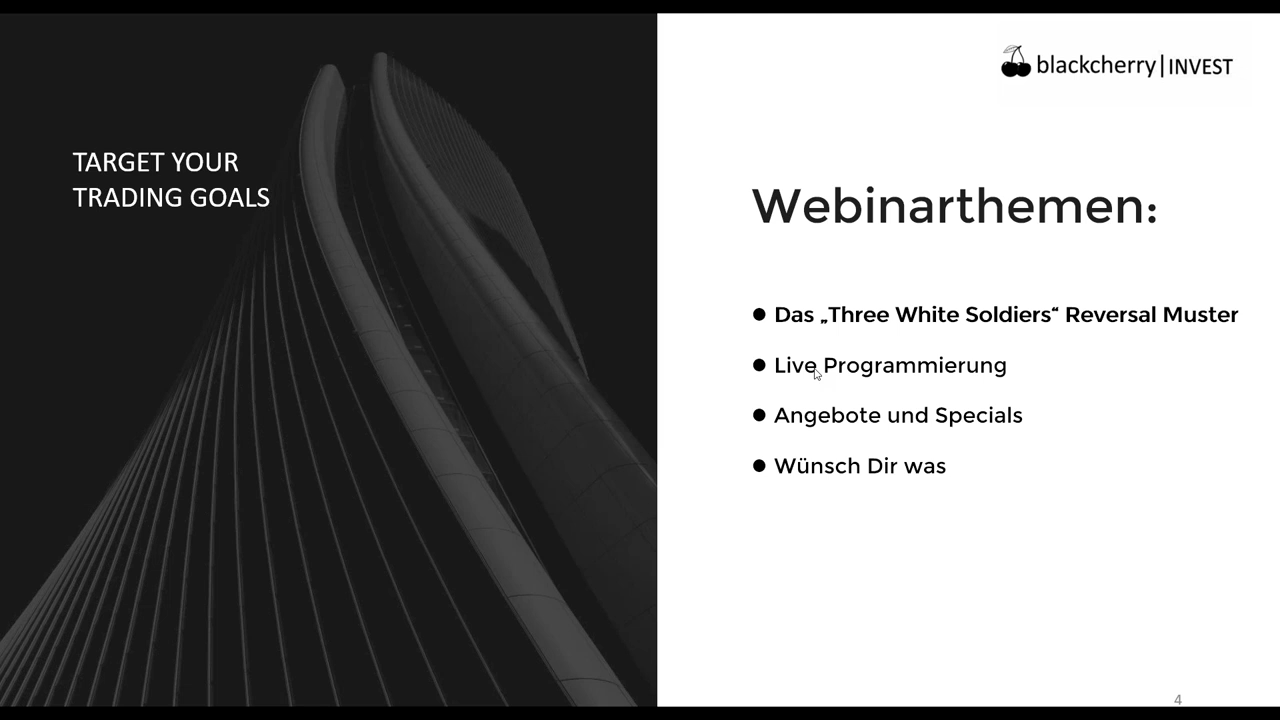 TARGET YOUR
TRADING GOALS
blackcherry|INVEST
Webinarthemen:
● Das „Three White Soldiers“ Reversal Muster
● Live Programmierung
● Angebote und Specials
● Wünsch Dir was
4